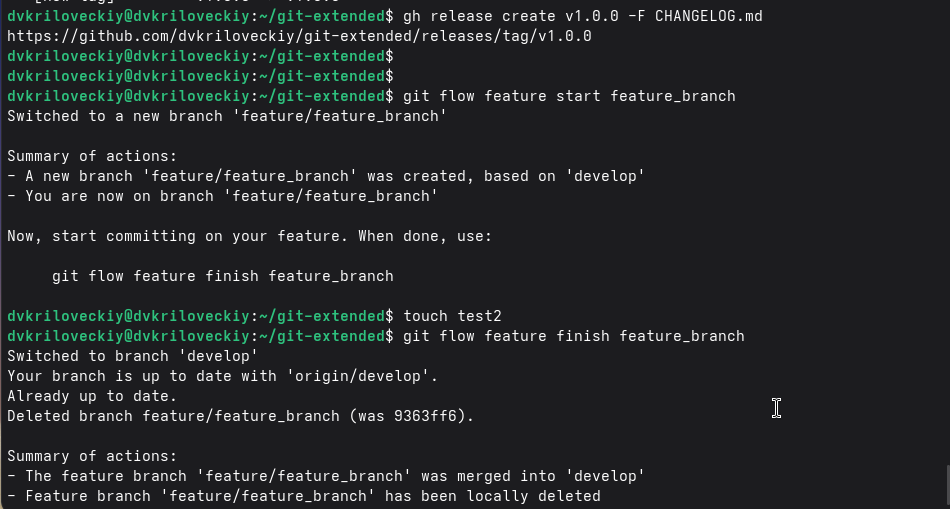 dvkriloveckiy@dvkriloveckiy:~/git-extended$ gh release create v1.0.0 -F CHANGELOG.md
https://github.com/dvkriloveckiy/git-extended/releases/tag/v1.0.0
dvkriloveckiy@dvkriloveckiy:~/git-extended$
dvkriloveckiy@dvkriloveckiy:~/git-extended$
dvkriloveckiy@dvkriloveckiy:~/git-extended$ git flow feature start feature_branch
Switched to a new branch 'feature/feature_branch'

Summary of actions:
- A new branch 'feature/feature_branch' was created, based on 'develop'
- You are now on branch 'feature/feature_branch'

Now, start committing on your feature. When done, use:

     git flow feature finish feature_branch

dvkriloveckiy@dvkriloveckiy:~/git-extended$ touch test2
dvkriloveckiy@dvkriloveckiy:~/git-extended$ git flow feature finish feature_branch
Switched to branch 'develop'
Your branch is up to date with 'origin/develop'.
Already up to date.
Deleted branch feature/feature_branch (was 9363ff6).

Summary of actions:
- The feature branch 'feature/feature_branch' was merged into 'develop'
- Feature branch 'feature/feature_branch' has been locally deleted